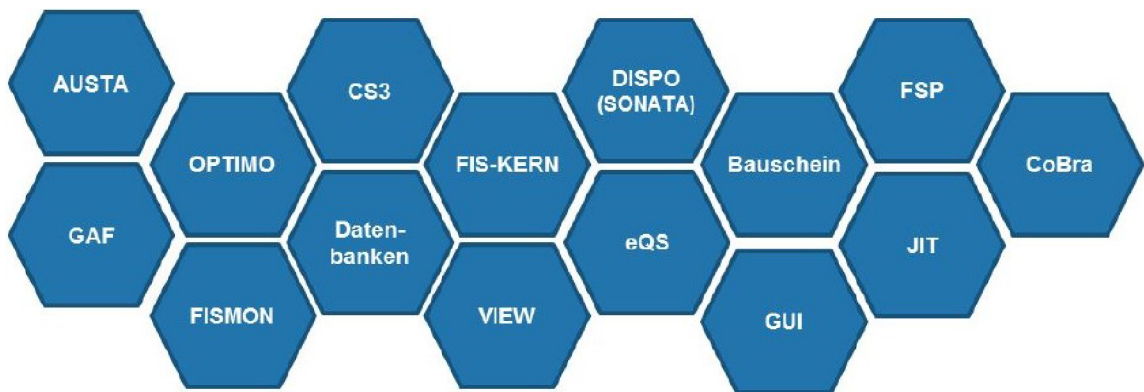 AUSTA
CS3
DISPO
(SONATA)
FSP
OPTIMO
FIS-KERN
Bauschein
CoBra
GAF
Daten-
banken
eQS
JIT
FISMON
VIEW
GUI